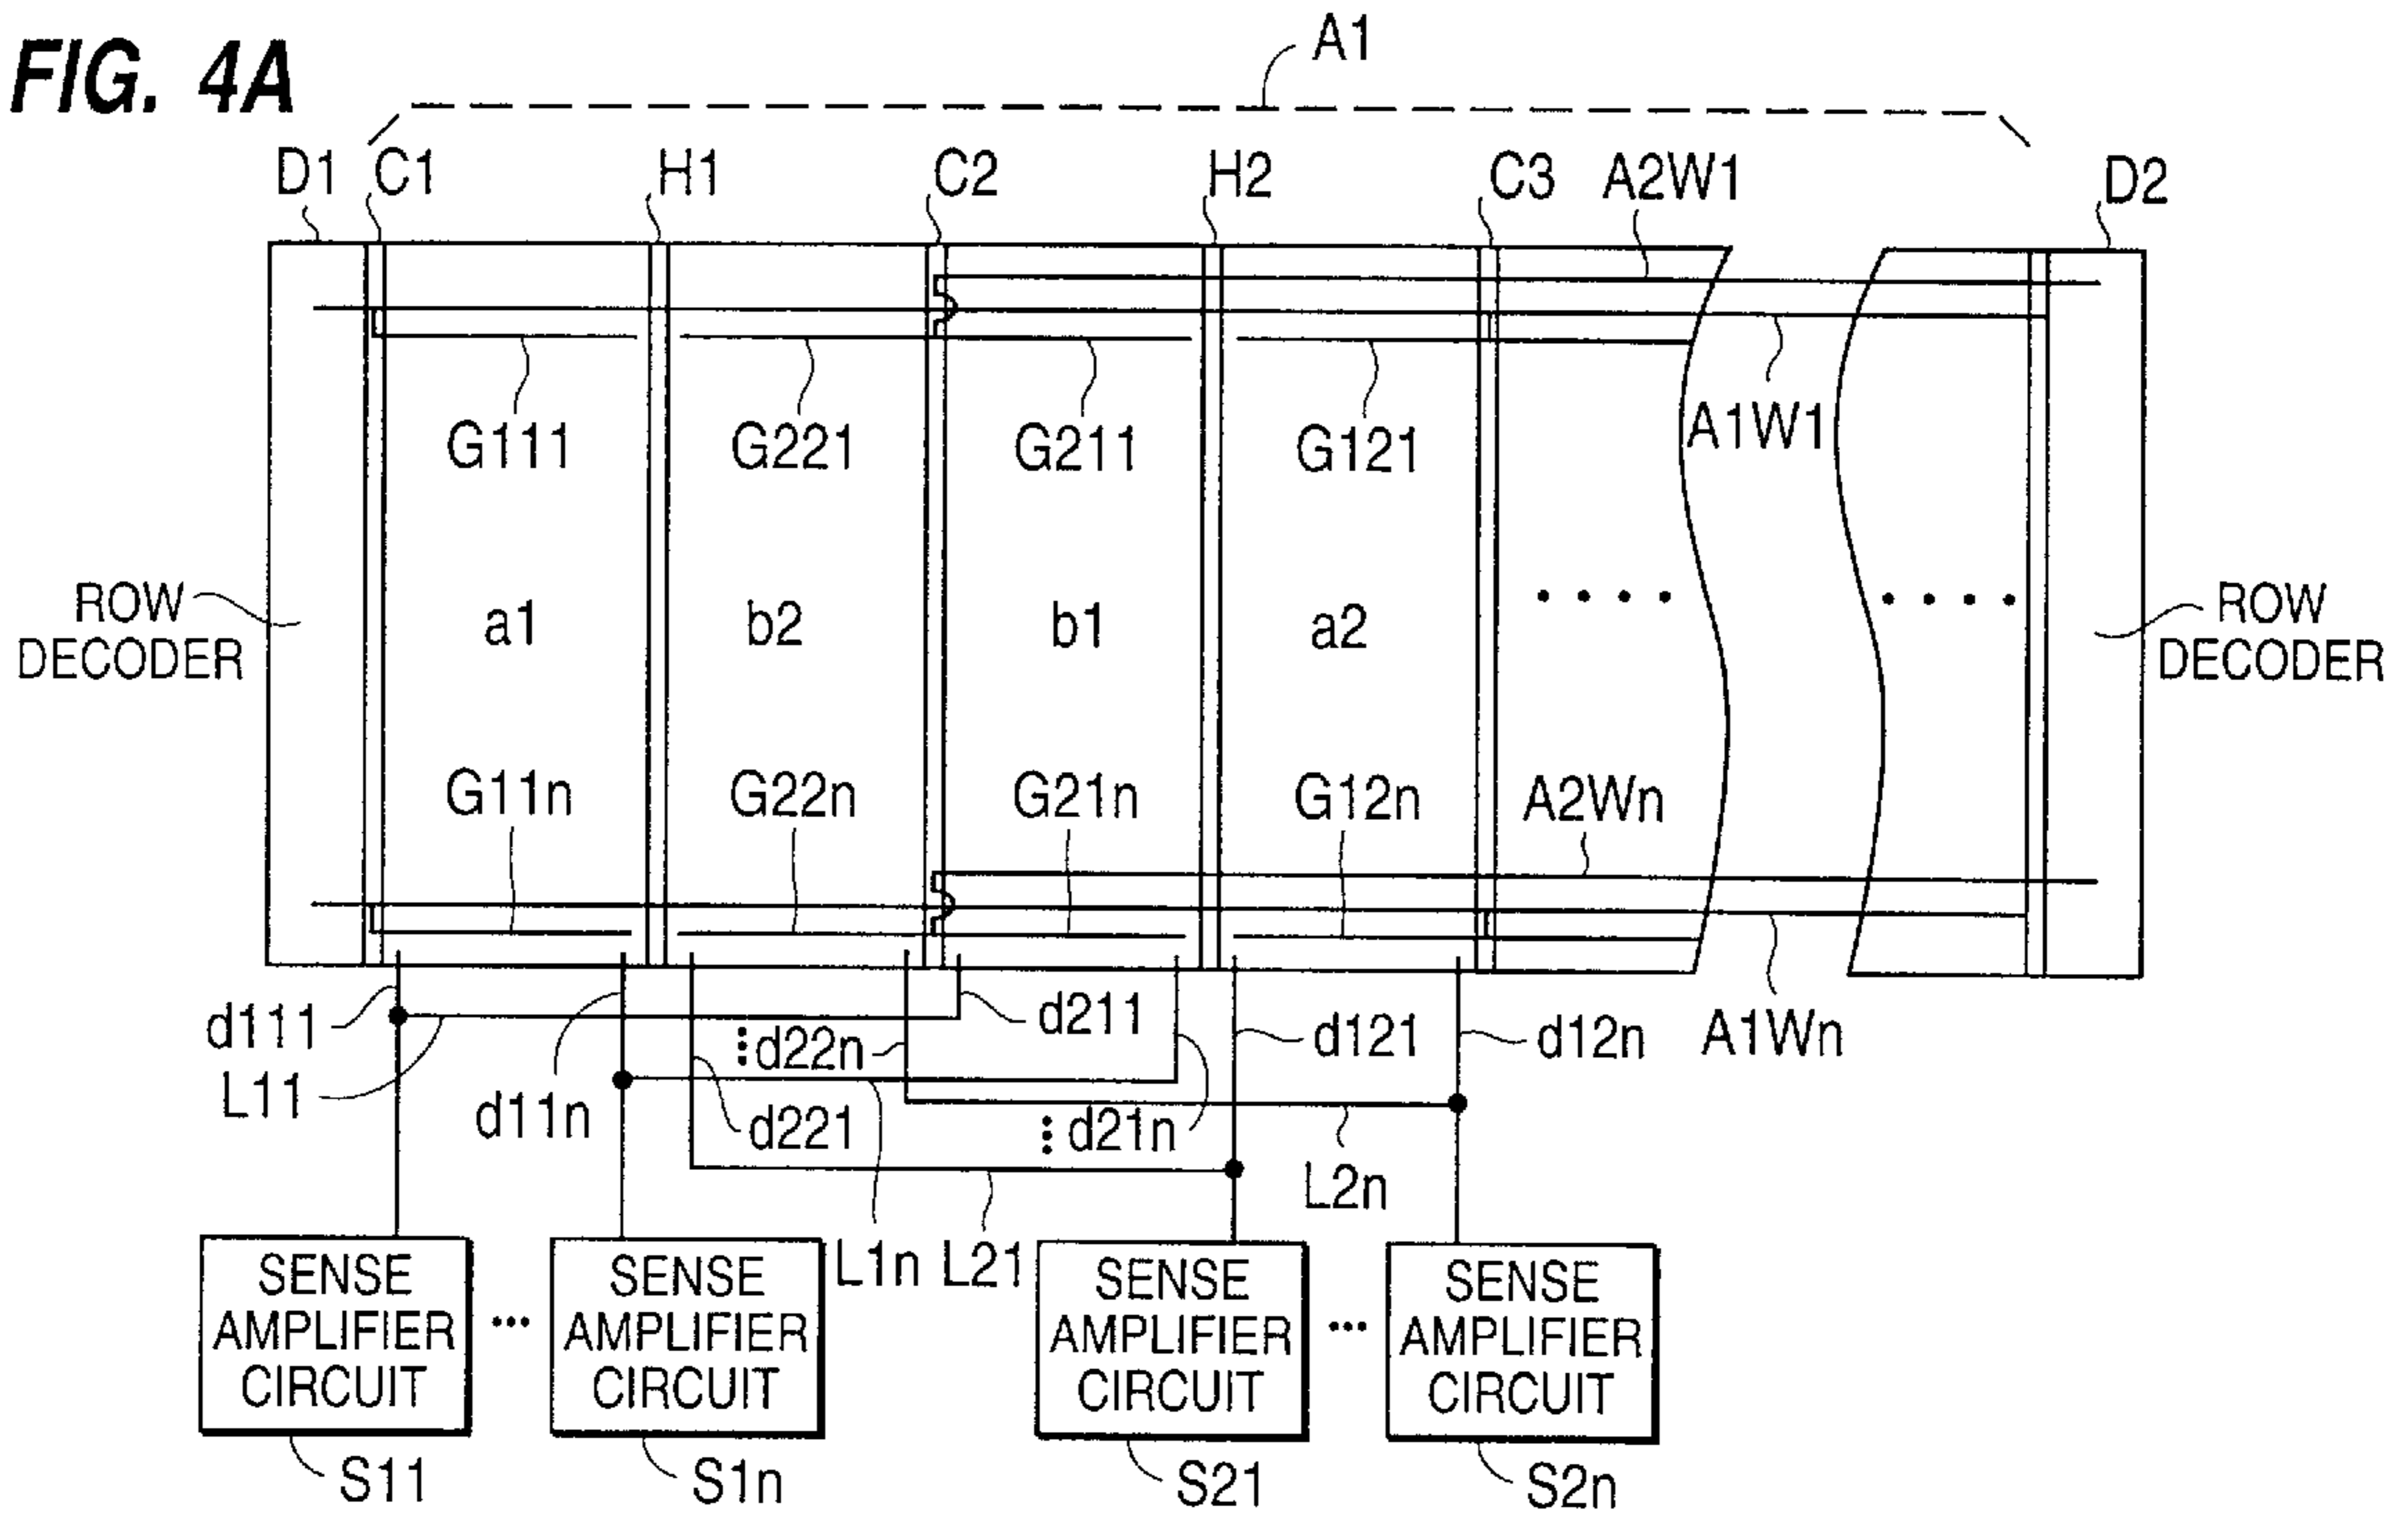 FIG. 4A
A1
D1 C1 H1 C2 H2 C3 A2W1 D2
G111 G221 G211 G121 A1W1
ROW
DECODER
a1 b2 b1 a2 • • • • • • • •
ROW
DECODER
G11n G22n G21n G12n A2Wn
d111 d211 d121 d12n A1Wn
L11 d11n ⋮d22n d221 ⋮d21n
L2n
L1n L21
SENSE
AMPLIFIER
CIRCUIT
•••
SENSE
AMPLIFIER
CIRCUIT
SENSE
AMPLIFIER
CIRCUIT
•••
SENSE
AMPLIFIER
CIRCUIT
S11 S1n S21 S2n